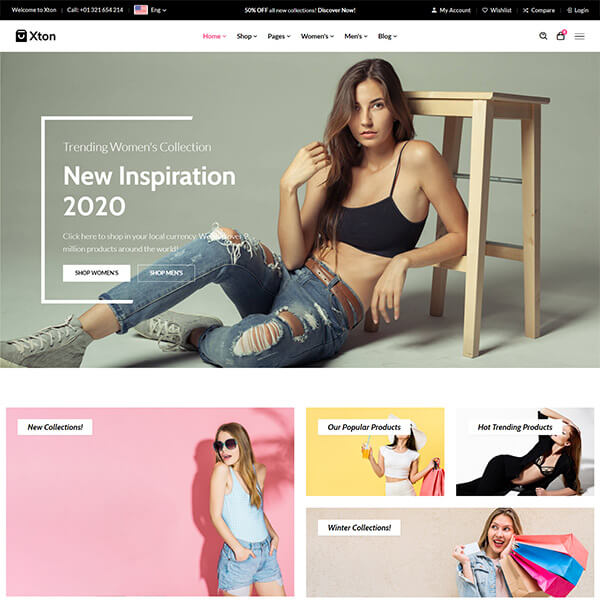 Welcome to Xton
Call: +01 321 654 214
Eng
50% OFF all new collections! Discover Now!
My Account
Wishlist
Compare
Login
Xton
Home
Shop
Pages
Women's
Men's
Blog
Trending Women's Collection
New Inspiration
2020
Click here to shop in your local currency. We
million products around the world!
SHOP WOMEN'S
SHOP MEN'S
New Collections!
Our Popular Products
Hot Trending Products
Winter Collections!